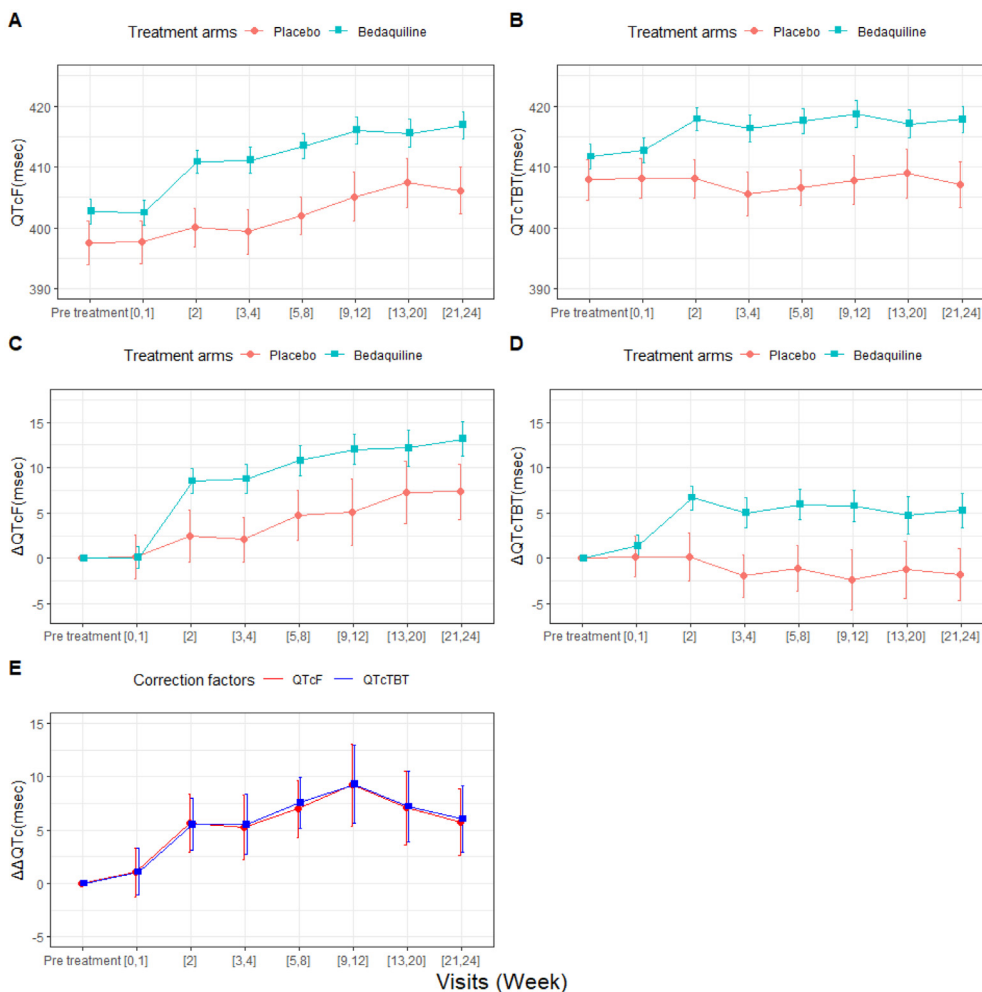 A
Treatment arms Placebo Bedaquiline
QTcF(msec)
420
410
400
390
Pre treatment [0,1] [2] [3,4] [5,8] [9,12] [13,20] [21,24]
B
Treatment arms Placebo Bedaquiline
QTcTBT(msec)
420
410
400
390
Pre treatment [0,1] [2] [3,4] [5,8] [9,12] [13,20] [21,24]
C
Treatment arms Placebo Bedaquiline
ΔQTcF(msec)
15
10
5
0
-5
Pre treatment [0,1] [2] [3,4] [5,8] [9,12] [13,20] [21,24]
D
Treatment arms Placebo Bedaquiline
ΔQTcTBT(msec)
15
10
5
0
-5
Pre treatment [0,1] [2] [3,4] [5,8] [9,12] [13,20] [21,24]
E
Correction factors QTcF QTcTBT
ΔΔQTc(msec)
15
10
5
0
-5
Pre treatment [0,1] [2] [3,4] [5,8] [9,12] [13,20] [21,24]
Visits (Week)